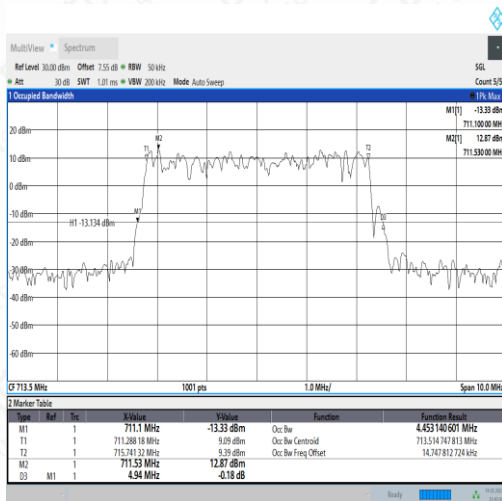 MultiView Spectrum
Ref Level 30.00 dBm Offset 7.55 dB RBW 50 kHz SGL
Att 30 dB SWT 1.01 ms VBW 200 kHz Mode Auto Sweep Count 5/5
1 Occupied Bandwidth 1Pk Max
M1[1] -13.33 dBm
711.100 00 MH
M2[1] 12.87 dBm
711.530 00 MH
20 dBm
M2
T1 T2
10 dBm
0 dBm
-10 dBm
M1 D3
H1 -13.134 dBm
-20 dBm
-30 dBm
-40 dBm
-50 dBm
-60 dBm
CF 713.5 MHz 1001 pts 1.0 MHz/ Span 10.0 MHz
2 Marker Table
Type Ref Trc X-Value Y-Value Function Function Result
M1 1 711.1 MHz -13.33 dBm Occ Bw 4.453 140 601 MHz
T1 1 711.288 18 MHz 9.09 dBm Occ Bw Centroid 713.514 747 813 MHz
T2 1 715.741 32 MHz 9.39 dBm Occ Bw Freq Offset 14.747 812 724 kHz
M2 1 711.53 MHz 12.87 dBm
D3 M1 1 4.94 MHz -0.18 dB
Ready